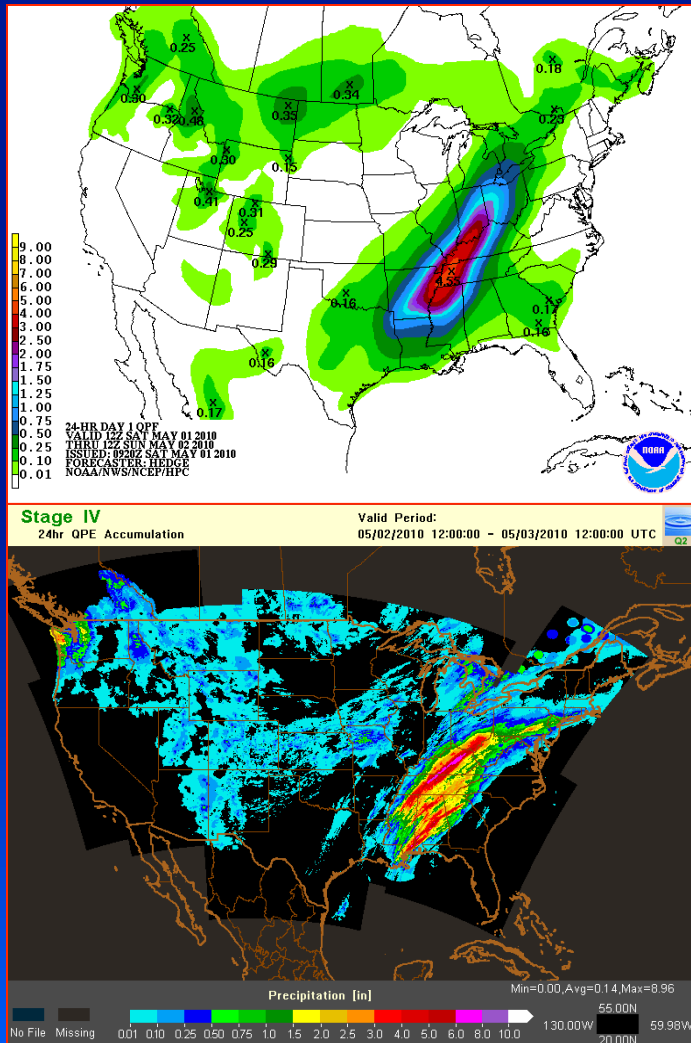 0.25
0.18
0.30
0.34
0.35
0.32
0.48
0.23
0.30
0.15
0.41
0.31
0.25
0.29
4.55
0.16
0.17
0.16
0.16
0.17
9.00
8.00
7.00
6.00
5.00
4.00
3.00
2.50
2.00
1.75
1.50
1.25
1.00
0.75
0.50
0.25
0.10
0.01
24-HR DAY 1 QPF
VALID 12Z SAT MAY 01 2010
THRU 12Z SUN MAY 02 2010
ISSUED: 0920Z SAT MAY 01 2010
FORECASTER: HEDGE
NOAA/NWS/NCEP/HPC
NOAA
Stage IV
24hr QPE Accumulation
Valid Period:
05/02/2010 12:00:00 - 05/03/2010 12:00:00 UTC
Q2
Precipitation [in]
Min=0.00,Avg=0.14,Max=8.96
No File Missing
0.01 0.10 0.25 0.50 0.75 1.0 1.5 2.0 2.5 3.0 4.0 5.0 6.0 8.0 10.0
55.00N
130.00W 59.98W
20.00N